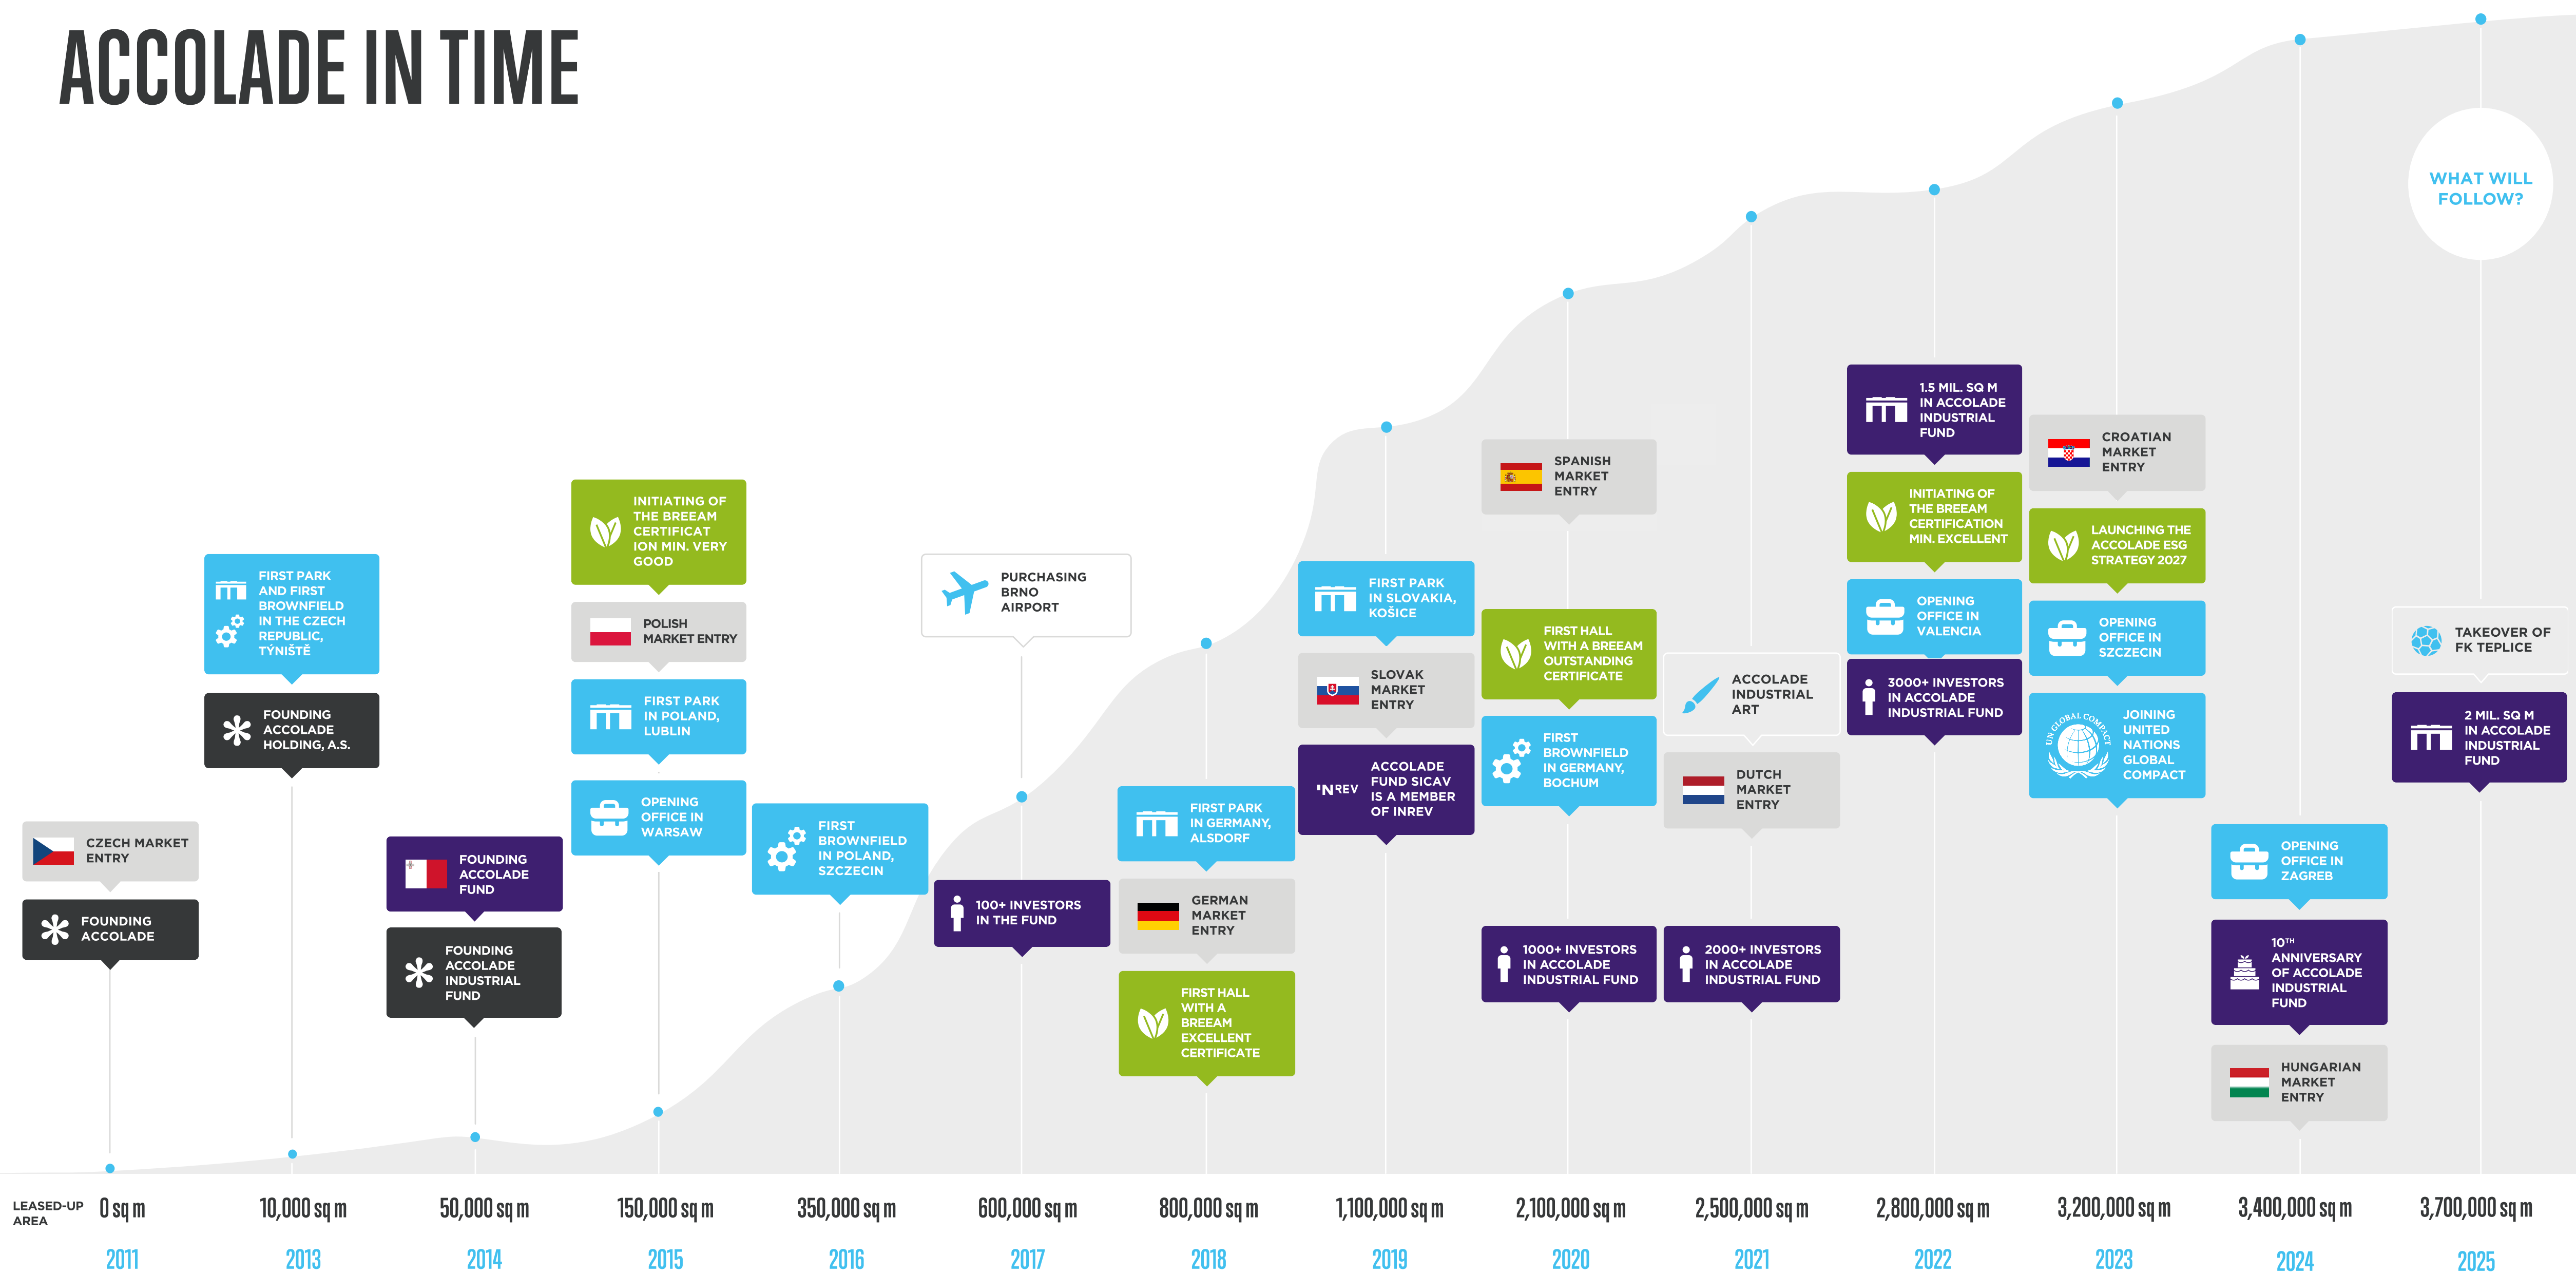 ACCOLADE IN TIME
WHAT WILL
FOLLOW?
CZECH MARKET
ENTRY
FOUNDING
ACCOLADE
FIRST PARK
AND FIRST
BROWNFIELD
IN THE CZECH
REPUBLIC,
TÝNIŠTĚ
FOUNDING
ACCOLADE
HOLDING, A.S.
FOUNDING
ACCOLADE
FUND
FOUNDING
ACCOLADE
INDUSTRIAL
FUND
INITIATING OF
THE BREEAM
CERTIFICAT
ION MIN. VERY
GOOD
POLISH
MARKET ENTRY
FIRST PARK
IN POLAND,
LUBLIN
OPENING
OFFICE IN
WARSAW
FIRST
BROWNFIELD
IN POLAND,
SZCZECIN
PURCHASING
BRNO
AIRPORT
100+ INVESTORS
IN THE FUND
FIRST PARK
IN GERMANY,
ALSDORF
GERMAN
MARKET
ENTRY
FIRST HALL
WITH A
BREEAM
EXCELLENT
CERTIFICATE
FIRST PARK
IN SLOVAKIA,
KOŠICE
SLOVAK
MARKET
ENTRY
INREV
ACCOLADE
FUND SICAV
IS A MEMBER
OF INREV
SPANISH
MARKET
ENTRY
FIRST HALL
WITH A BREEAM
OUTSTANDING
CERTIFICATE
FIRST
BROWNFIELD
IN GERMANY,
BOCHUM
1000+ INVESTORS
IN ACCOLADE
INDUSTRIAL FUND
ACCOLADE
INDUSTRIAL
ART
DUTCH
MARKET
ENTRY
2000+ INVESTORS
IN ACCOLADE
INDUSTRIAL FUND
1.5 MIL. SQ M
IN ACCOLADE
INDUSTRIAL
FUND
INITIATING OF
THE BREEAM
CERTIFICATION
MIN. EXCELLENT
OPENING
OFFICE IN
VALENCIA
3000+ INVESTORS
IN ACCOLADE
INDUSTRIAL FUND
CROATIAN
MARKET
ENTRY
LAUNCHING THE
ACCOLADE ESG
STRATEGY 2027
OPENING
OFFICE IN
SZCZECIN
UN GLOBAL COMPACT
JOINING
UNITED
NATIONS
GLOBAL
COMPACT
OPENING
OFFICE IN
ZAGREB
10TH
ANNIVERSARY
OF ACCOLADE
INDUSTRIAL
FUND
HUNGARIAN
MARKET
ENTRY
TAKEOVER OF
FK TEPLICE
2 MIL. SQ M
IN ACCOLADE
INDUSTRIAL
FUND
LEASED-UP
AREA
0 sq m 10,000 sq m 50,000 sq m 150,000 sq m 350,000 sq m 600,000 sq m 800,000 sq m 1,100,000 sq m 2,100,000 sq m 2,500,000 sq m 2,800,000 sq m 3,200,000 sq m 3,400,000 sq m 3,700,000 sq m
2011 2013 2014 2015 2016 2017 2018 2019 2020 2021 2022 2023 2024 2025